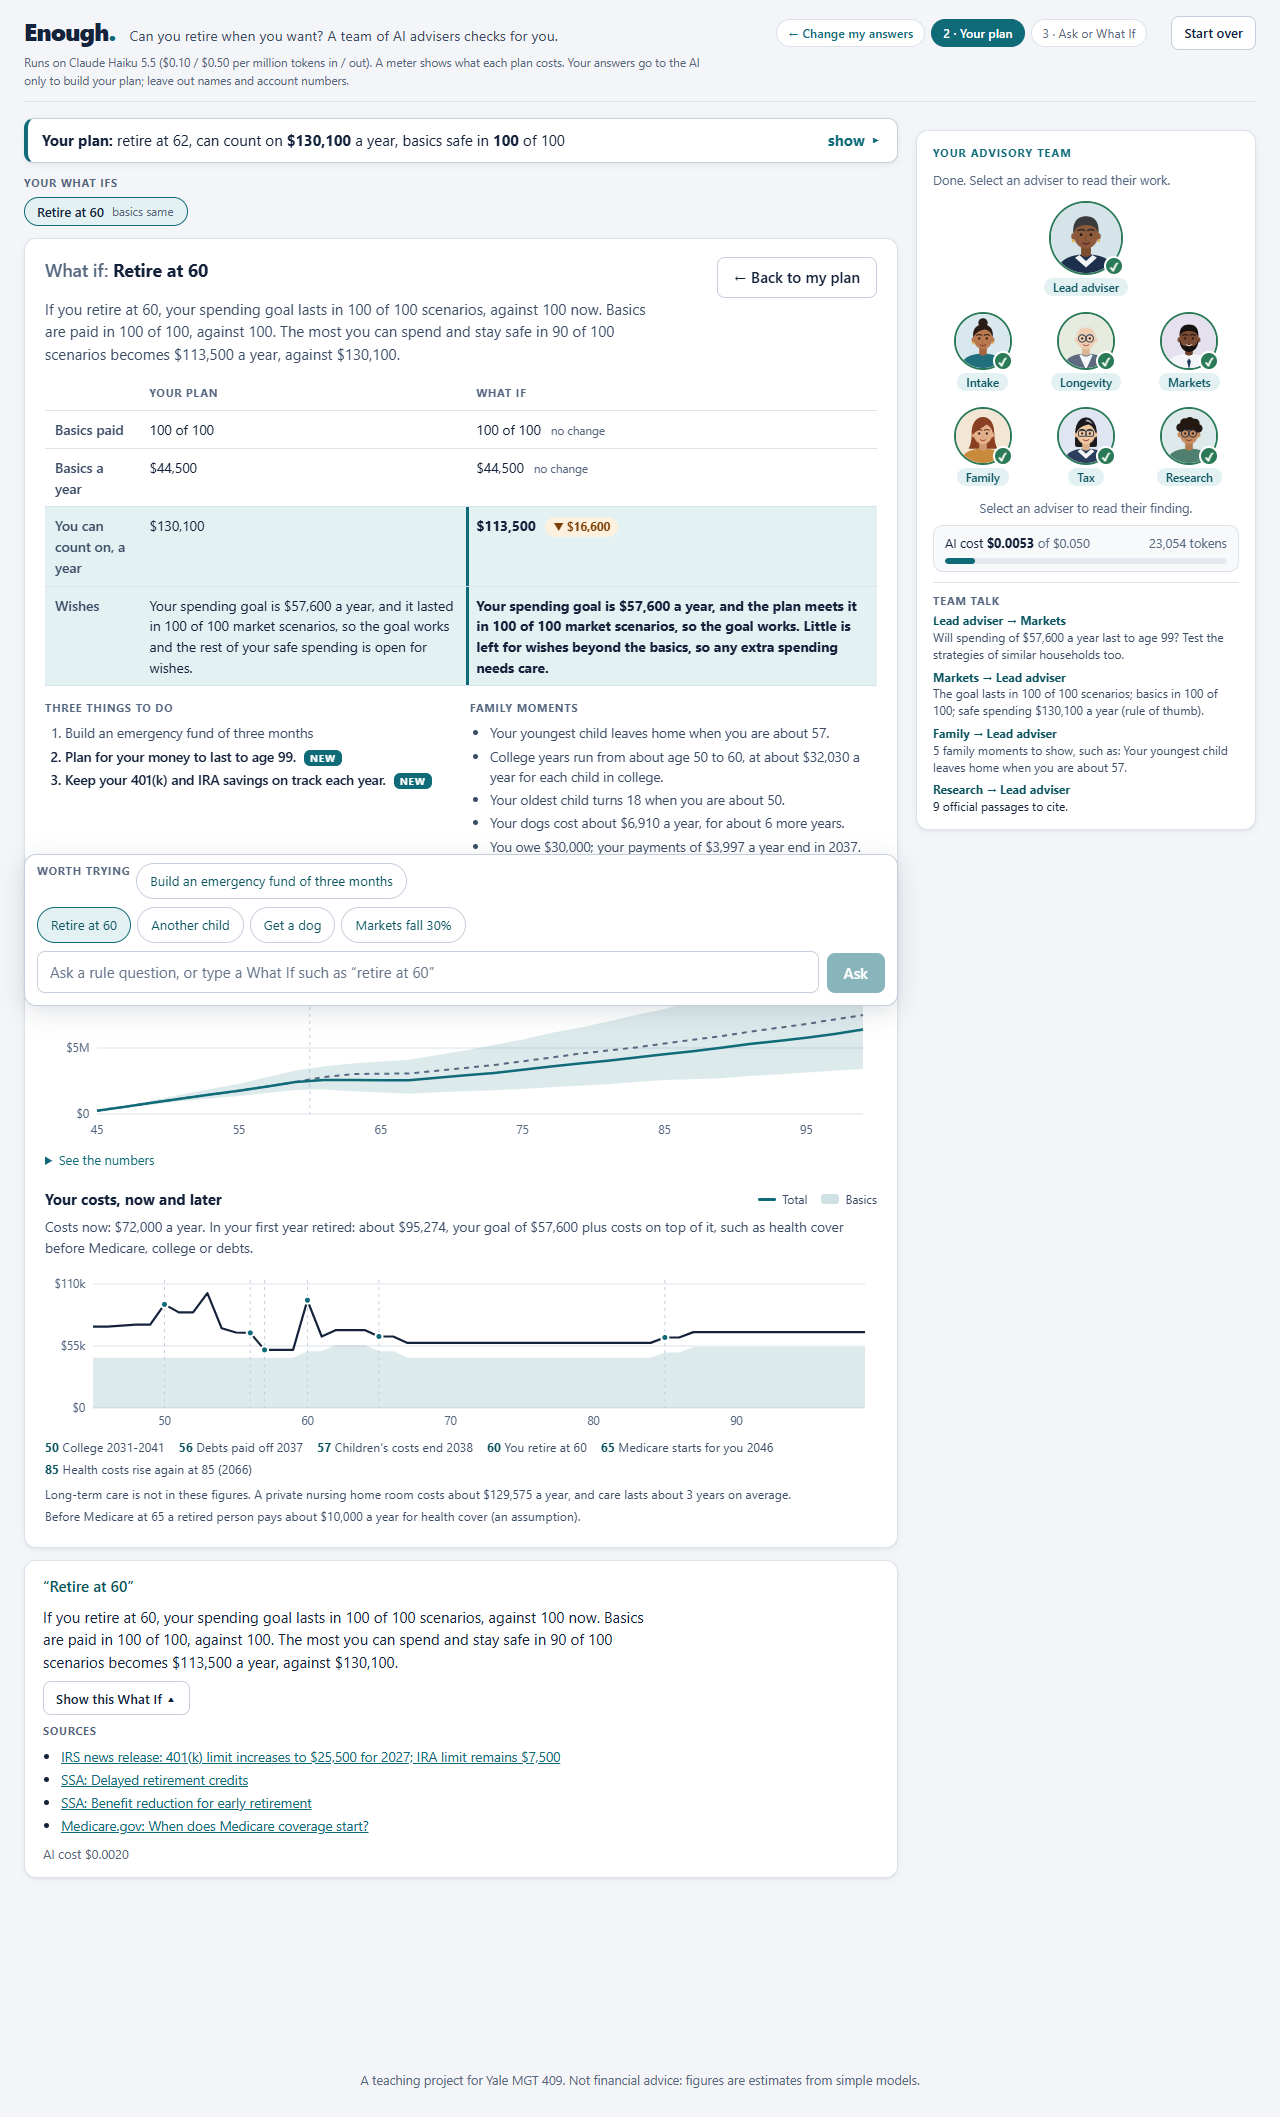 Enough. Can you retire when you want? A team of AI advisers checks for you.
← Change my answers
2 · Your plan
3 · Ask or What If
Start over
Runs on Claude Haiku 5.5 ($0.10 / $0.50 per million tokens in / out). A meter shows what each plan costs. Your answers go to the AI
only to build your plan; leave out names and account numbers.
Your plan: retire at 62, can count on $130,100 a year, basics safe in 100 of 100
show ►
YOUR WHAT IFS
Retire at 60 basics same
What if: Retire at 60
← Back to my plan
If you retire at 60, your spending goal lasts in 100 of 100 scenarios, against 100 now. Basics
are paid in 100 of 100, against 100. The most you can spend and stay safe in 90 of 100
scenarios becomes $113,500 a year, against $130,100.
YOUR PLAN
WHAT IF
Basics paid
100 of 100
100 of 100 no change
Basics a
year
$44,500
$44,500 no change
You can
count on, a
year
$130,100
$113,500 ▼ $16,600
Wishes
Your spending goal is $57,600 a year, and it lasted
in 100 of 100 market scenarios, so the goal works
and the rest of your safe spending is open for
wishes.
Your spending goal is $57,600 a year, and the plan meets it
in 100 of 100 market scenarios, so the goal works. Little is
left for wishes beyond the basics, so any extra spending
needs care.
THREE THINGS TO DO
1. Build an emergency fund of three months
2. Plan for your money to last to age 99. NEW
3. Keep your 401(k) and IRA savings on track each year. NEW
FAMILY MOMENTS
• Your youngest child leaves home when you are about 57.
• College years run from about age 50 to 60, at about $32,030 a
year for each child in college.
• Your oldest child turns 18 when you are about 50.
• Your dogs cost about $6,910 a year, for about 6 more years.
• You owe $30,000; your payments of $3,997 a year end in 2037.
WORTH TRYING
Build an emergency fund of three months
Retire at 60
Another child
Get a dog
Markets fall 30%
Ask a rule question, or type a What If such as “retire at 60”
Ask
$5M
$0
45 55 65 75 85 95
► See the numbers
Your costs, now and later
Total
Basics
Costs now: $72,000 a year. In your first year retired: about $95,274, your goal of $57,600 plus costs on top of it, such as health cover
before Medicare, college or debts.
$110k
$55k
$0
50 60 70 80 90
50 College 2031-2041 56 Debts paid off 2037 57 Children's costs end 2038 60 You retire at 60 65 Medicare starts for you 2046
85 Health costs rise again at 85 (2066)
Long-term care is not in these figures. A private nursing home room costs about $129,575 a year, and care lasts about 3 years on average.
Before Medicare at 65 a retired person pays about $10,000 a year for health cover (an assumption).
“Retire at 60”
If you retire at 60, your spending goal lasts in 100 of 100 scenarios, against 100 now. Basics
are paid in 100 of 100, against 100. The most you can spend and stay safe in 90 of 100
scenarios becomes $113,500 a year, against $130,100.
Show this What If ▲
SOURCES
• IRS news release: 401(k) limit increases to $25,500 for 2027; IRA limit remains $7,500
• SSA: Delayed retirement credits
• SSA: Benefit reduction for early retirement
• Medicare.gov: When does Medicare coverage start?
AI cost $0.0020
YOUR ADVISORY TEAM
Done. Select an adviser to read their work.
Lead adviser
Intake
Longevity
Markets
Family
Tax
Research
Select an adviser to read their finding.
AI cost $0.0053 of $0.050
23,054 tokens
TEAM TALK
Lead adviser → Markets
Will spending of $57,600 a year last to age 99? Test the
strategies of similar households too.
Markets → Lead adviser
The goal lasts in 100 of 100 scenarios; basics in 100 of
100; safe spending $130,100 a year (rule of thumb).
Family → Lead adviser
5 family moments to show, such as: Your youngest child
leaves home when you are about 57.
Research → Lead adviser
9 official passages to cite.
A teaching project for Yale MGT 409. Not financial advice: figures are estimates from simple models.